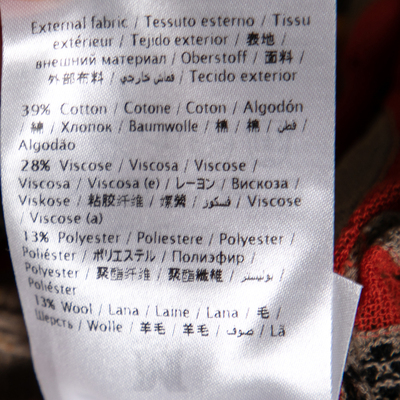 External fabric / Tessuto esterno / Tissu
extérieur / Tejido exterior / 表地 /
внешний материал / Oberstoff / 面料 /
外部布料 / قماش خارجي / Tecido exterior
39% Cotton / Cotone / Coton / Algodón
/ 綿 / Хлопок / Baumwolle / 棉 / 棉 / قطن /
Algodão
28% Viscose / Viscosa / Viscose /
Viscosa / Viscosa (e) / レーヨン / Вискоза /
Viskose / 粘胶纤维 / 嫘縈 / فسكوز / Viscose
/ Viscose (a)
13% Polyester / Poliestere / Polyester /
Poliéster / ポリエステル / Полиэфир /
Polyester / 聚酯纤维 / 聚酯纖維 / بوليستر /
Poliéster
13% Wool / Lana / Laine / Lana / 毛 /
Шерсть / Wolle / 羊毛 / 羊毛 / صوف / Lã